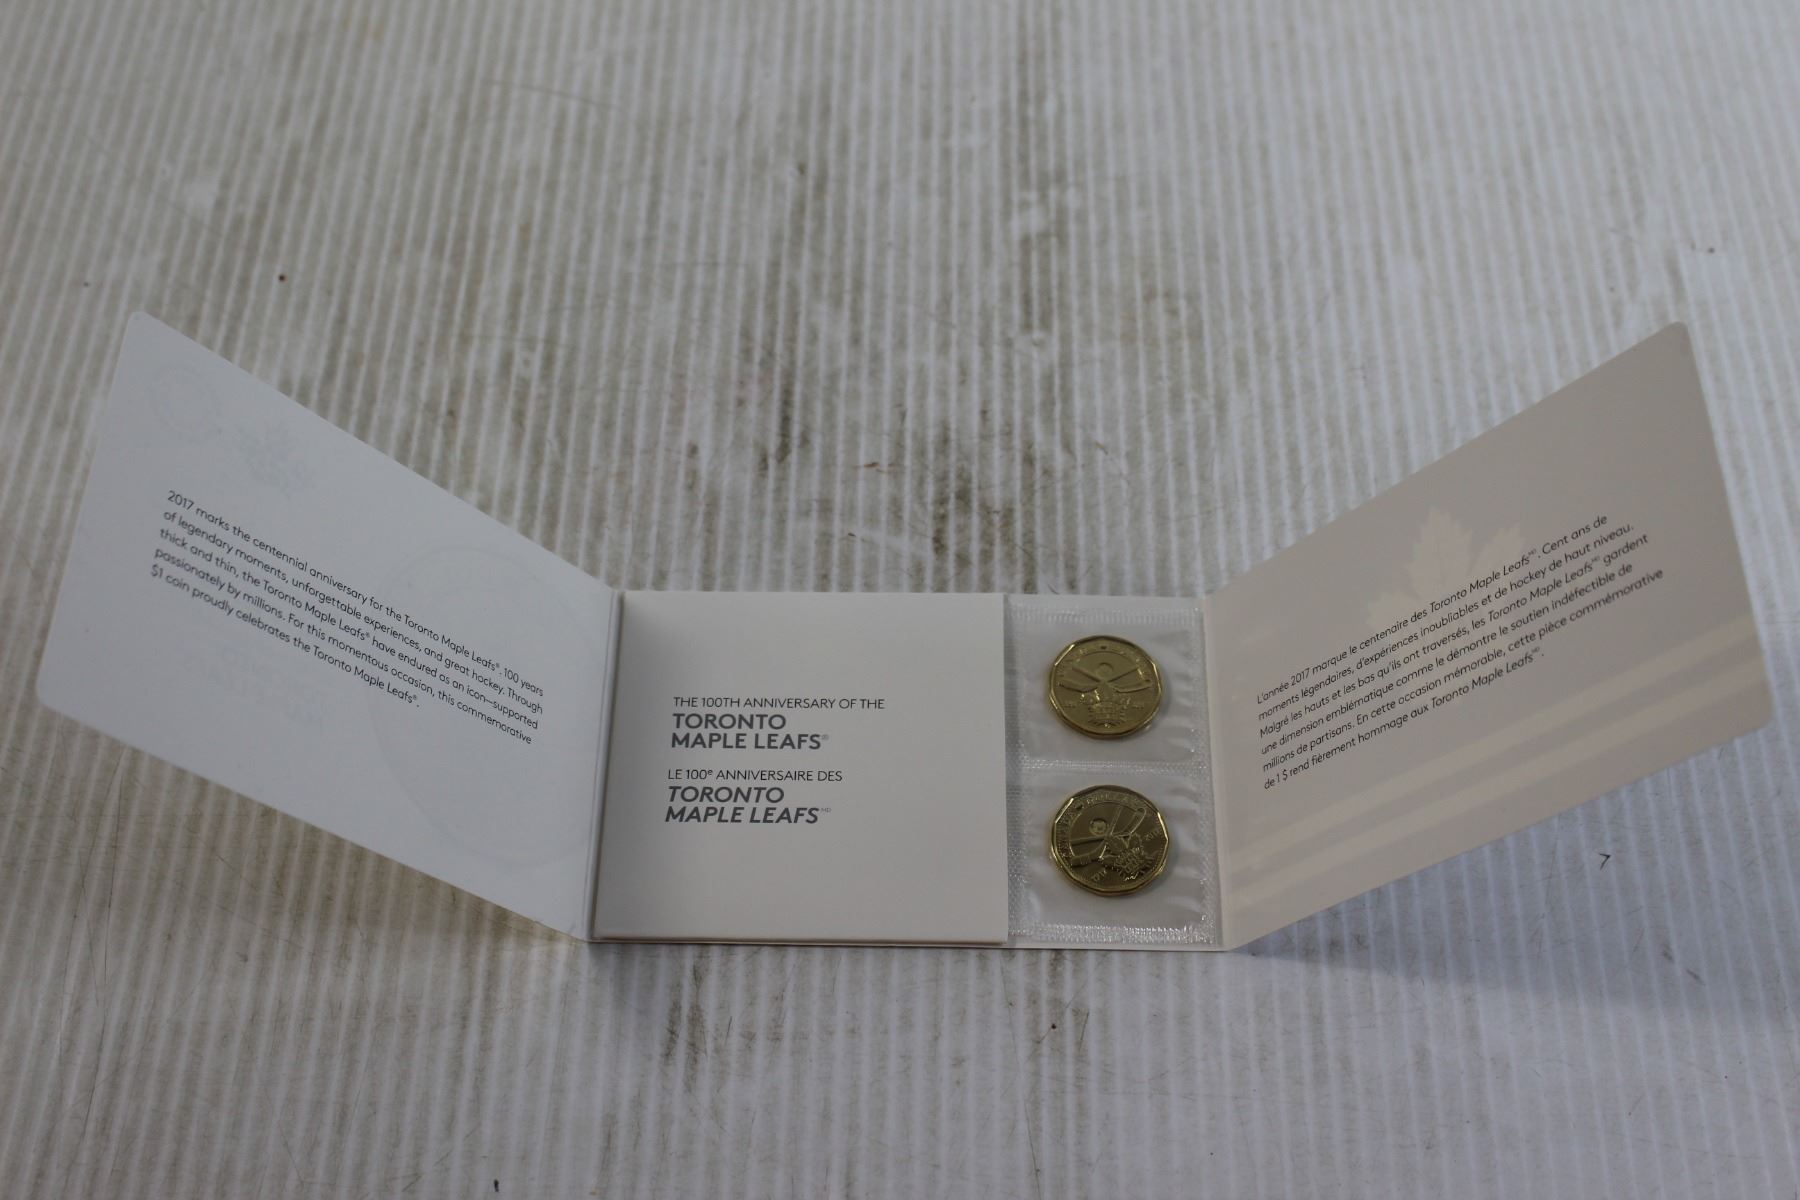 2017 marks the centennial anniversary for the Toronto Maple Leafs®. 100 years
of legendary moments, unforgettable experiences, and great hockey. Through
thick and thin, the Toronto Maple Leafs® have endured as an icon—supported
passionately by millions. For this momentous occasion, this commemorative
$1 coin proudly celebrates the Toronto Maple Leafs®.
THE 100TH ANNIVERSARY OF THE
TORONTO
MAPLE LEAFS®
LE 100e ANNIVERSAIRE DES
TORONTO
MAPLE LEAFS MD
L'année 2017 marque le centenaire des Toronto Maple Leafs MD. Cent ans de
moments légendaires, d'expériences inoubliables et de hockey de haut niveau.
Malgré les hauts et les bas qu'ils ont traversés, les Toronto Maple Leafs MD gardent
une dimension emblématique comme le démontre le soutien indéfectible de
millions de partisans. En cette occasion mémorable, cette pièce commémorative
de 1 $ rend fièrement hommage aux Toronto Maple Leafs MD.